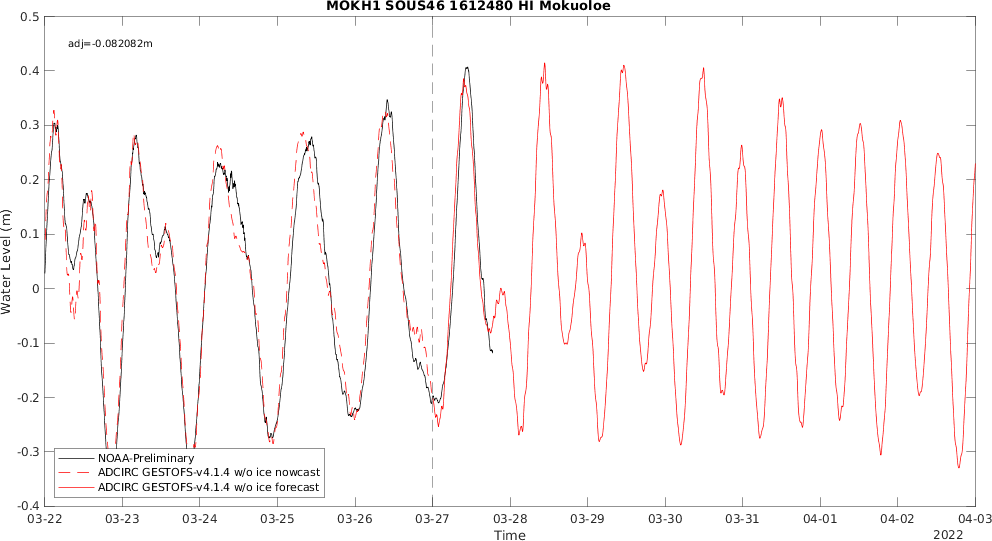 MOKH1 SOUS46 1612480 HI Mokuoloe
adj=-0.082082m
0.5
0.4
0.3
0.2
0.1
0
-0.1
-0.2
-0.3
-0.4
Water Level (m)
NOAA-Preliminary
ADCIRC GESTOFS-v4.1.4 w/o ice nowcast
ADCIRC GESTOFS-v4.1.4 w/o ice forecast
03-22 03-23 03-24 03-25 03-26 03-27 03-28 03-29 03-30 03-31 04-01 04-02 04-03
Time
2022